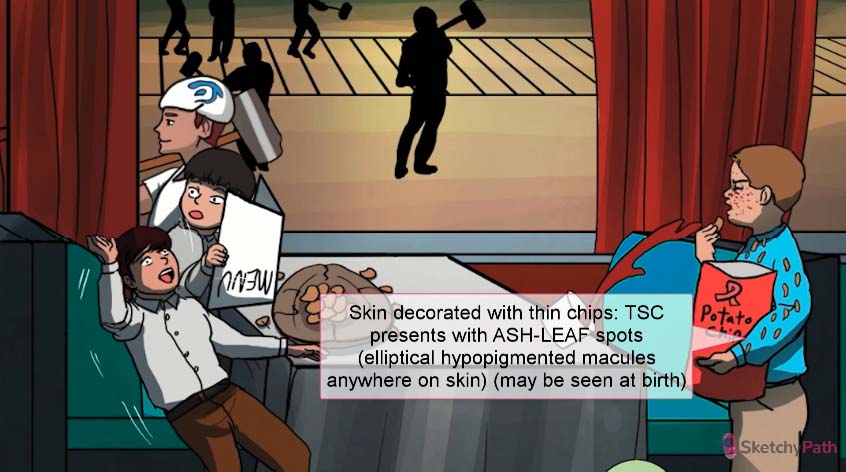 MENU
Skin decorated with thin chips: TSC
presents with ASH-LEAF spots
(elliptical hypopigmented macules
anywhere on skin) (may be seen at birth)
Potato
Chip
SketchyPath